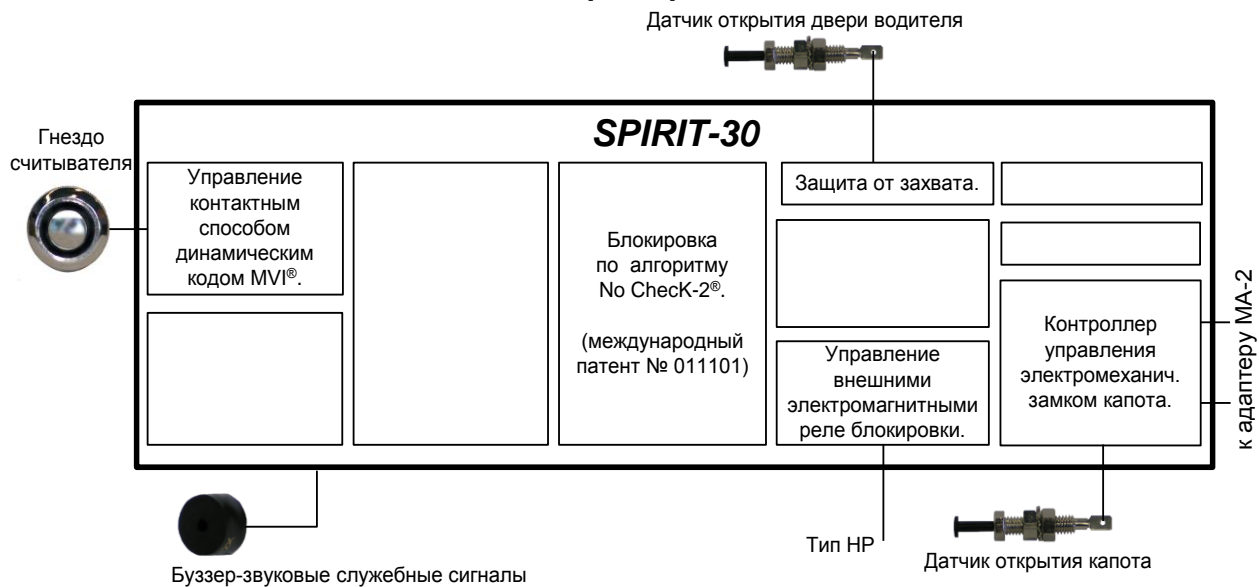 Датчик открытия двери водителя
SPIRIT-30
Гнездо
считывателя
Управление
контактным
способом
динамическим
кодом MVI®.
Блокировка
по алгоритму
No ChecK-2®.
(международный
патент № 011101)
Защита от захвата.
Управление
внешними
электромагнитными
реле блокировки.
Контроллер
управления
электромеханич.
замком капота.
к адаптеру МА-2
Тип НР
Датчик открытия капота
Буззер-звуковые служебные сигналы